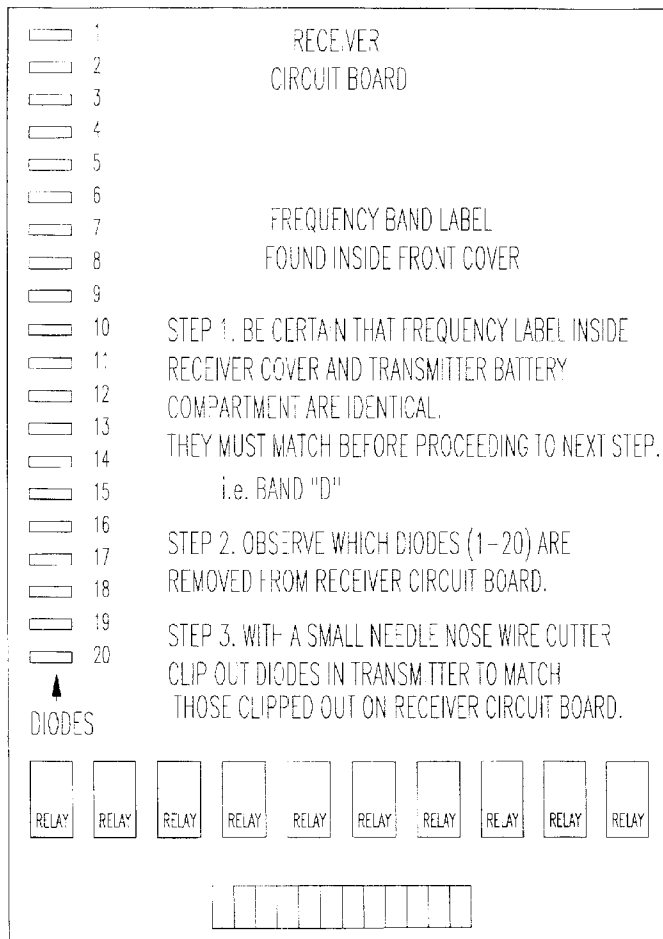 RECEIVER
CIRCUIT BOARD
1
2
3
4
5
6
7
8
9
10
11
12
13
14
15
16
17
18
19
20
DIODES
FREQUENCY BAND LABEL
FOUND INSIDE FRONT COVER
STEP 1. BE CERTAIN THAT FREQUENCY LABEL INSIDE
RECEIVER COVER AND TRANSMITTER BATTERY
COMPARTMENT ARE IDENTICAL.
THEY MUST MATCH BEFORE PROCEEDING TO NEXT STEP.
i.e. BAND "D"
STEP 2. OBSERVE WHICH DIODES (1-20) ARE
REMOVED FROM RECEIVER CIRCUIT BOARD.
STEP 3. WITH A SMALL NEEDLE NOSE WIRE CUTTER
CLIP OUT DIODES IN TRANSMITTER TO MATCH
THOSE CLIPPED OUT ON RECEIVER CIRCUIT BOARD.
RELAY RELAY RELAY RELAY RELAY RELAY RELAY RELAY RELAY RELAY